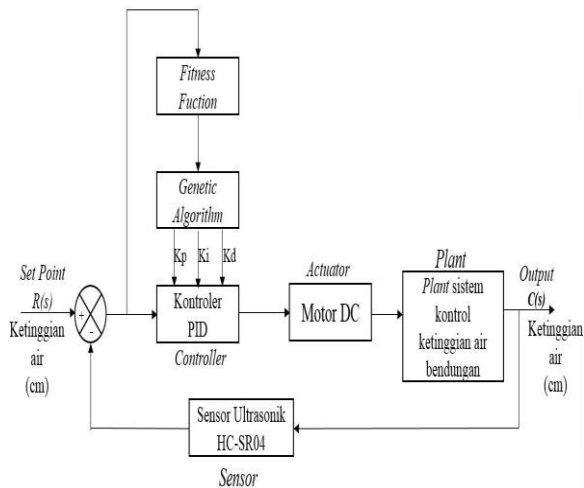 Fitness
Fuction
Genetic
Algorithm
Kp
Ki
Kd
Set Point
R(s)
Ketinggian
air
(cm)
+
-
Kontroler
PID
Controller
Actuator
Motor DC
Plant
Plant sistem
kontrol
ketinggian air
bendungan
Output
C(s)
Ketinggian
air
(cm)
Sensor Ultrasonik
HC-SR04
Sensor